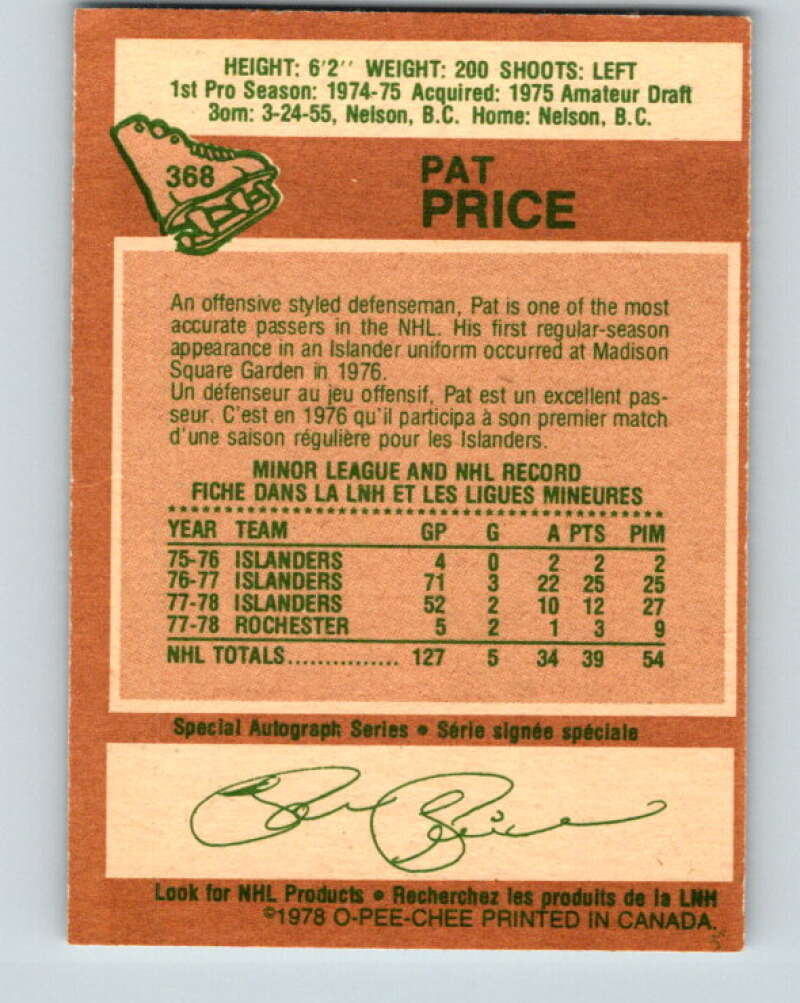 HEIGHT: 6'2'' WEIGHT: 200 SHOOTS: LEFT
1st Pro Season: 1974-75 Acquired: 1975 Amateur Draft
Born: 3-24-55, Nelson, B.C. Home: Nelson, B.C.
368
PAT
PRICE
An offensive styled defenseman, Pat is one of the most
accurate passers in the NHL. His first regular-season
appearance in an Islander uniform occurred at Madison
Square Garden in 1976.
Un défenseur au jeu offensif, Pat est un excellent pas-
seur. C'est en 1976 qu'il participa à son premier match
d'une saison régulière pour les Islanders.
MINOR LEAGUE AND NHL RECORD
FICHE DANS LA LNH ET LES LIGUES MINEURES
YEAR TEAM GP G A PTS PIM
75-76 ISLANDERS 4 0 2 2 2
76-77 ISLANDERS 71 3 22 25 25
77-78 ISLANDERS 52 2 10 12 27
77-78 ROCHESTER 5 2 1 3 9
NHL TOTALS............... 127 5 34 39 54
Special Autograph Series • Série signée spéciale
Pat Price
Look for NHL Products • Recherchez les produits de la LNH
©1978 O-PEE-CHEE PRINTED IN CANADA.